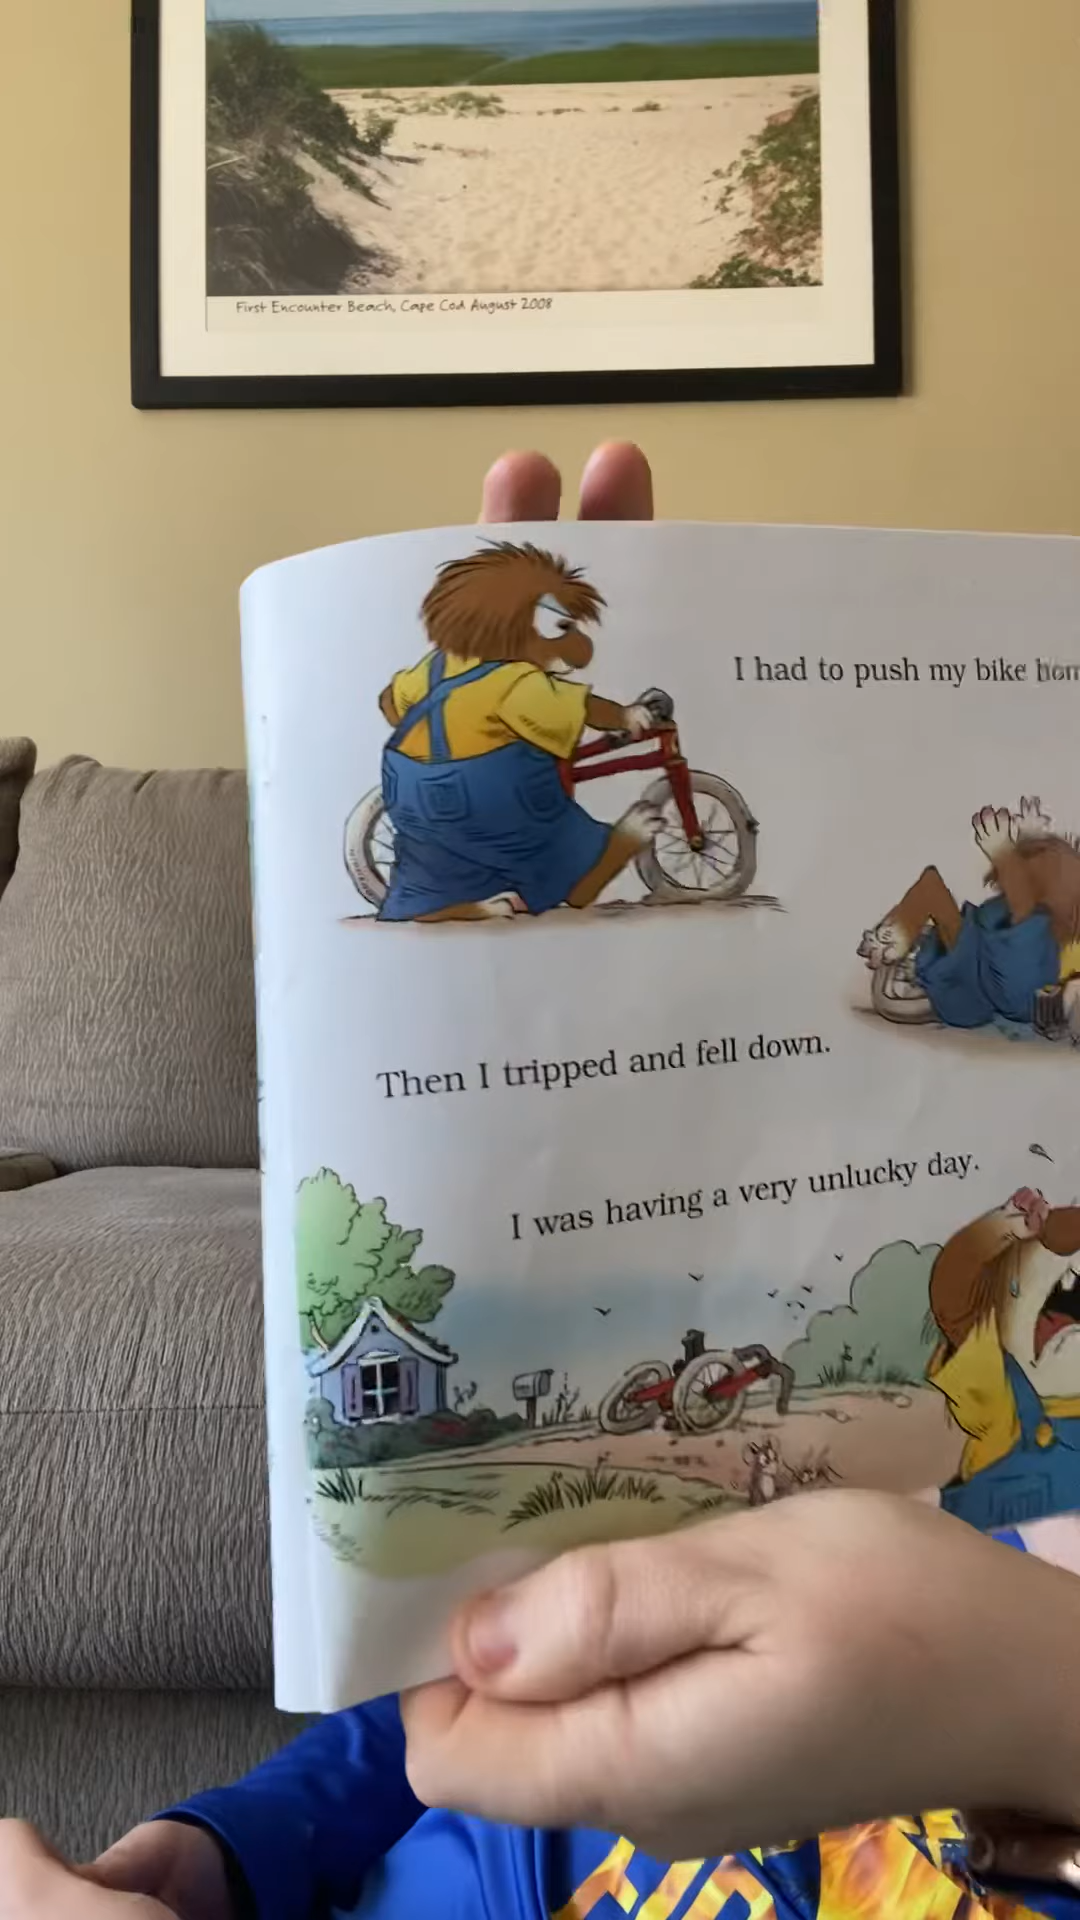 First Encounter Beach, Cape Cod August 2008
I had to push my bike
Then I tripped and fell down.
I was having a very unlucky day.